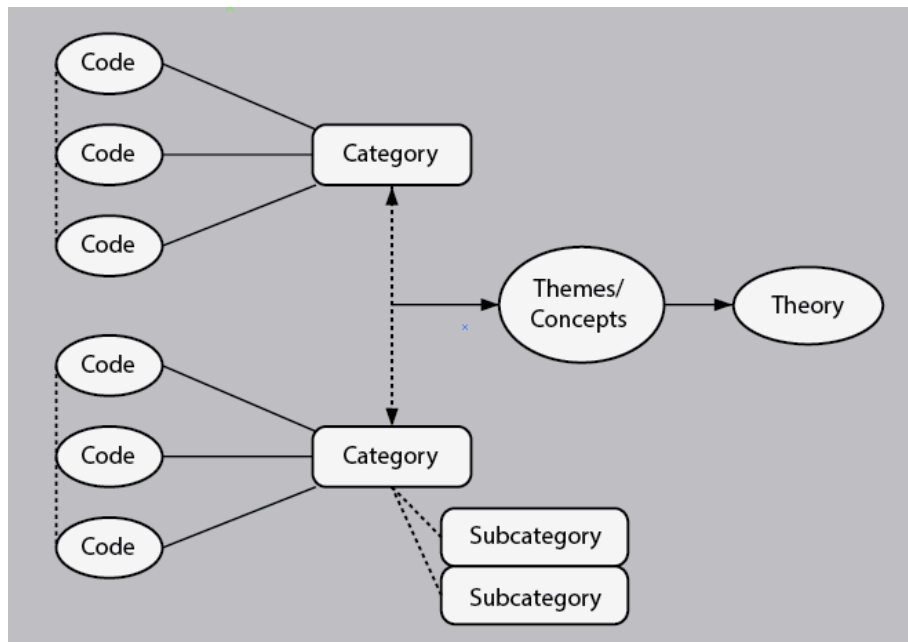 Code
Code
Code
Category
Themes/
Concepts
Theory
Code
Code
Code
Category
Subcategory
Subcategory